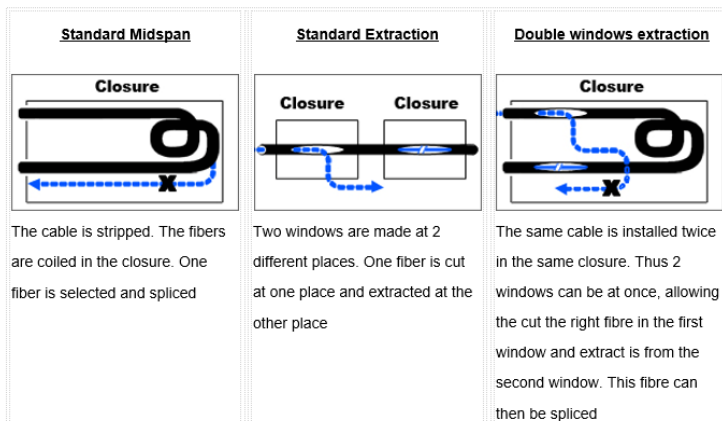 Standard Midspan
Closure
The cable is stripped. The fibers
are coiled in the closure. One
fiber is selected and spliced
Standard Extraction
Closure
Closure
Two windows are made at 2
different places. One fiber is cut
at one place and extracted at the
other place
Double windows extraction
Closure
The same cable is installed twice
in the same closure. Thus 2
windows can be at once, allowing
the cut the right fibre in the first
window and extract is from the
second window. This fibre can
then be spliced